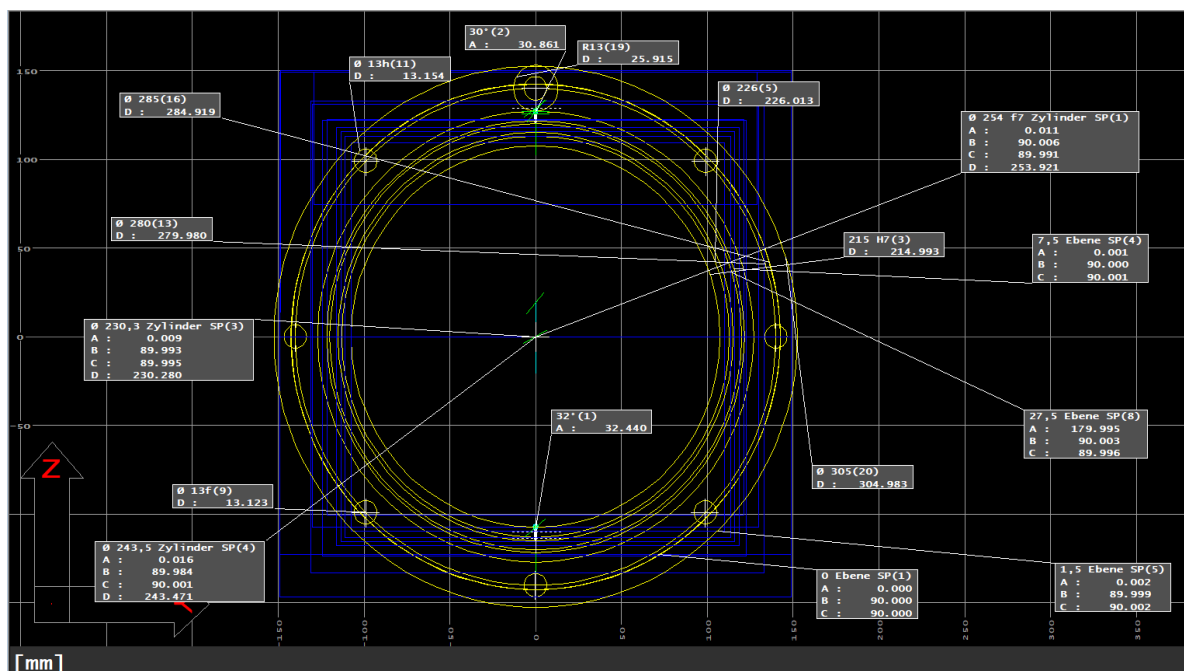 30°(2)
A : 30.861
R13(19)
D : 25.915
Ø 13h(11)
D : 13.154
Ø 285(16)
D : 284.919
Ø 226(5)
D : 226.013
Ø 254 f7 Zylinder SP(1)
A : 0.011
B : 90.006
C : 89.991
D : 253.921
Ø 280(13)
D : 279.980
215 H7(3)
D : 214.993
7,5 Ebene SP(4)
A : 0.001
B : 90.000
C : 90.001
Ø 230,3 Zylinder SP(3)
A : 0.009
B : 89.993
C : 89.995
D : 230.280
32°(1)
A : 32.440
27,5 Ebene SP(8)
A : 179.995
B : 90.003
C : 89.996
Ø 305(20)
D : 304.983
Ø 13f(9)
D : 13.123
Ø 243,5 Zylinder SP(4)
A : 0.016
B : 89.984
C : 90.001
D : 243.471
0 Ebene SP(1)
A : 0.000
B : 90.000
C : 90.000
1,5 Ebene SP(5)
A : 0.002
B : 89.999
C : 90.002
150
100
50
0
50
Z
Y
150
100
50
0
50
100
150
200
250
300
350
[mm]